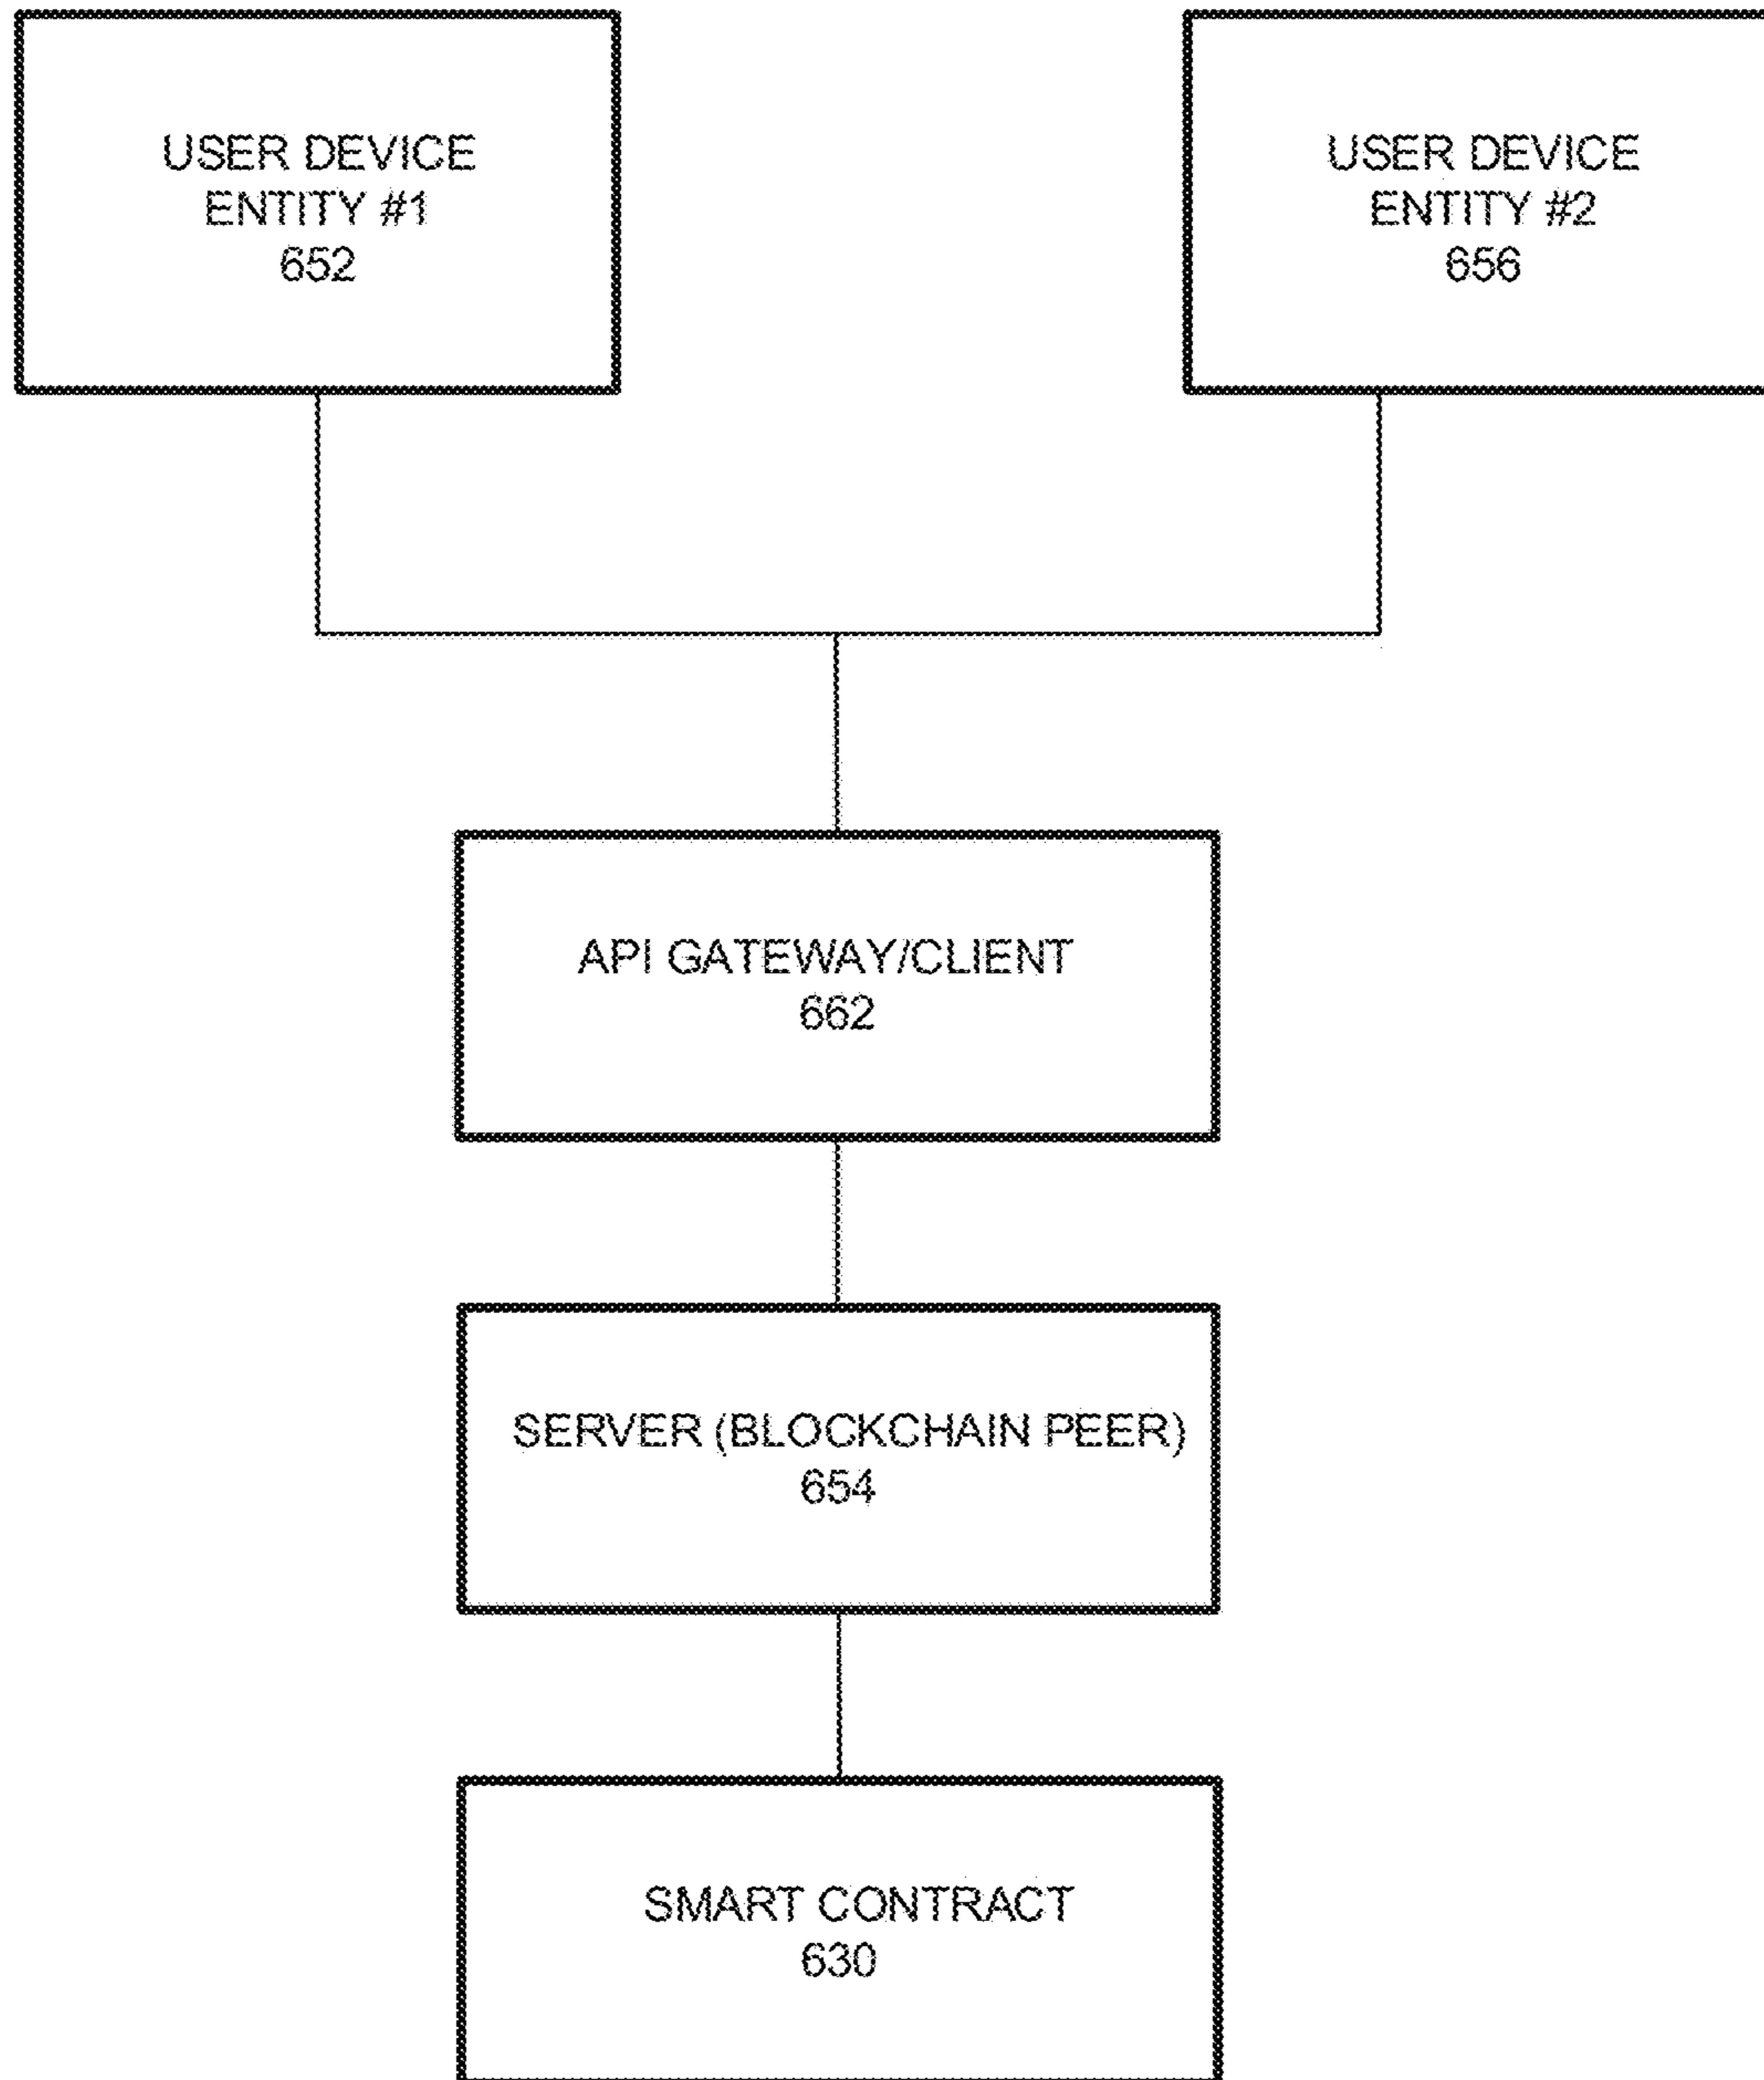 USER DEVICE
ENTITY #1
652
USER DEVICE
ENTITY #2
656
API GATEWAY/CLIENT
662
SERVER (BLOCKCHAIN PEER)
654
SMART CONTRACT
630